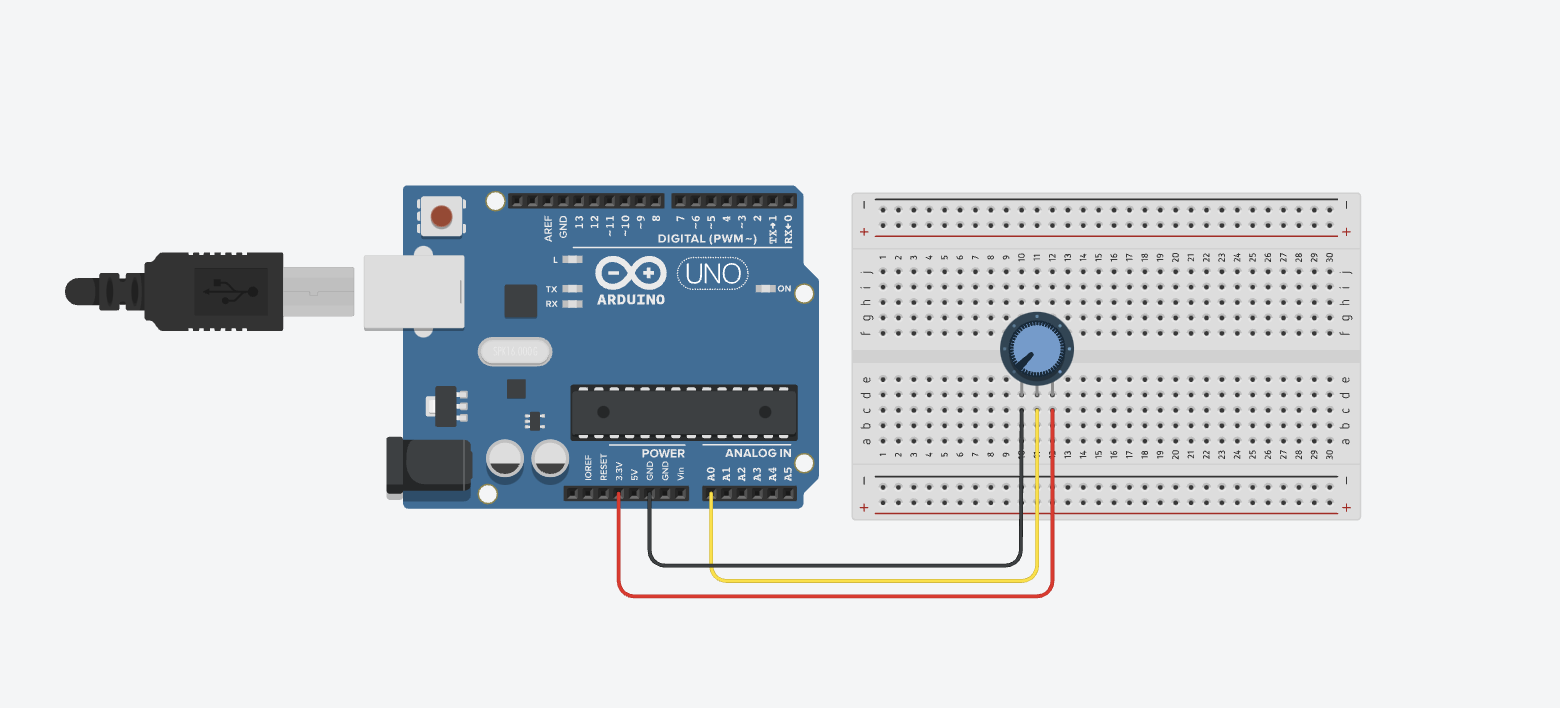 AREF
GND
13
12
~11
~10
~9
8
7
~6
~5
4
~3
2
TX→1
RX←0
DIGITAL (PWM~)
L
TX
RX
ARDUINO
UNO
ON
POWER
ANALOG IN
IOREF
RESET
3.3V
5V
GND
GND
Vin
A0
A1
A2
A3
A4
A5
− −
+ +
1 2 3 4 5 6 7 8 9 10 11 12 13 14 15 16 17 18 19 20 21 22 23 24 25 26 27 28 29 30
j j
i i
h h
g g
f f
e e
d d
c c
b b
a a
1 2 3 4 5 6 7 8 9 10 11 12 13 14 15 16 17 18 19 20 21 22 23 24 25 26 27 28 29 30
− −
+ +